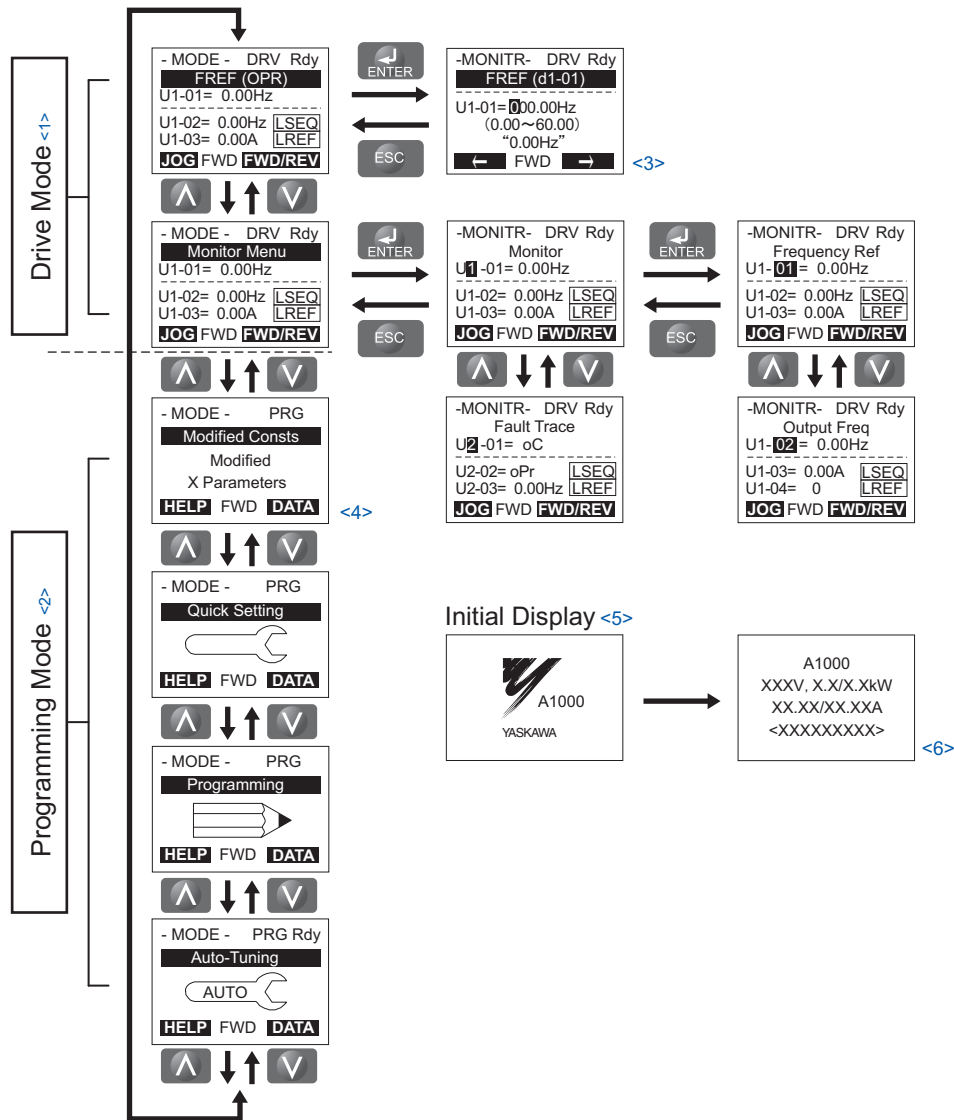 Drive Mode <1>
- MODE - DRV Rdy
FREF (OPR)
U1-01= 0.00Hz
U1-02= 0.00Hz LSEQ
U1-03= 0.00A LREF
JOG FWD FWD/REV
ENTER
ESC
-MONITR- DRV Rdy
FREF (d1-01)
U1-01= 000.00Hz
(0.00～60.00)
“0.00Hz”
← FWD →
<3>
- MODE - DRV Rdy
Monitor Menu
U1-01= 0.00Hz
U1-02= 0.00Hz LSEQ
U1-03= 0.00A LREF
JOG FWD FWD/REV
ENTER
ESC
-MONITR- DRV Rdy
Monitor
U1 -01= 0.00Hz
U1-02= 0.00Hz LSEQ
U1-03= 0.00A LREF
JOG FWD FWD/REV
ENTER
ESC
-MONITR- DRV Rdy
Frequency Ref
U1- 01 = 0.00Hz
U1-02= 0.00Hz LSEQ
U1-03= 0.00A LREF
JOG FWD FWD/REV
-MONITR- DRV Rdy
Fault Trace
U2 -01= oC
U2-02= oPr LSEQ
U2-03= 0.00Hz LREF
JOG FWD FWD/REV
-MONITR- DRV Rdy
Output Freq
U1- 02 = 0.00Hz
U1-03= 0.00A LSEQ
U1-04= 0 LREF
JOG FWD FWD/REV
Programming Mode <2>
- MODE - PRG
Modified Consts
Modified
X Parameters
HELP FWD DATA
<4>
- MODE - PRG
Quick Setting
HELP FWD DATA
- MODE - PRG
Programming
HELP FWD DATA
- MODE - PRG Rdy
Auto-Tuning
AUTO
HELP FWD DATA
Initial Display <5>
A1000
YASKAWA
A1000
XXXV, X.X/X.XkW
XX.XX/XX.XXA
<XXXXXXXXX>
<6>